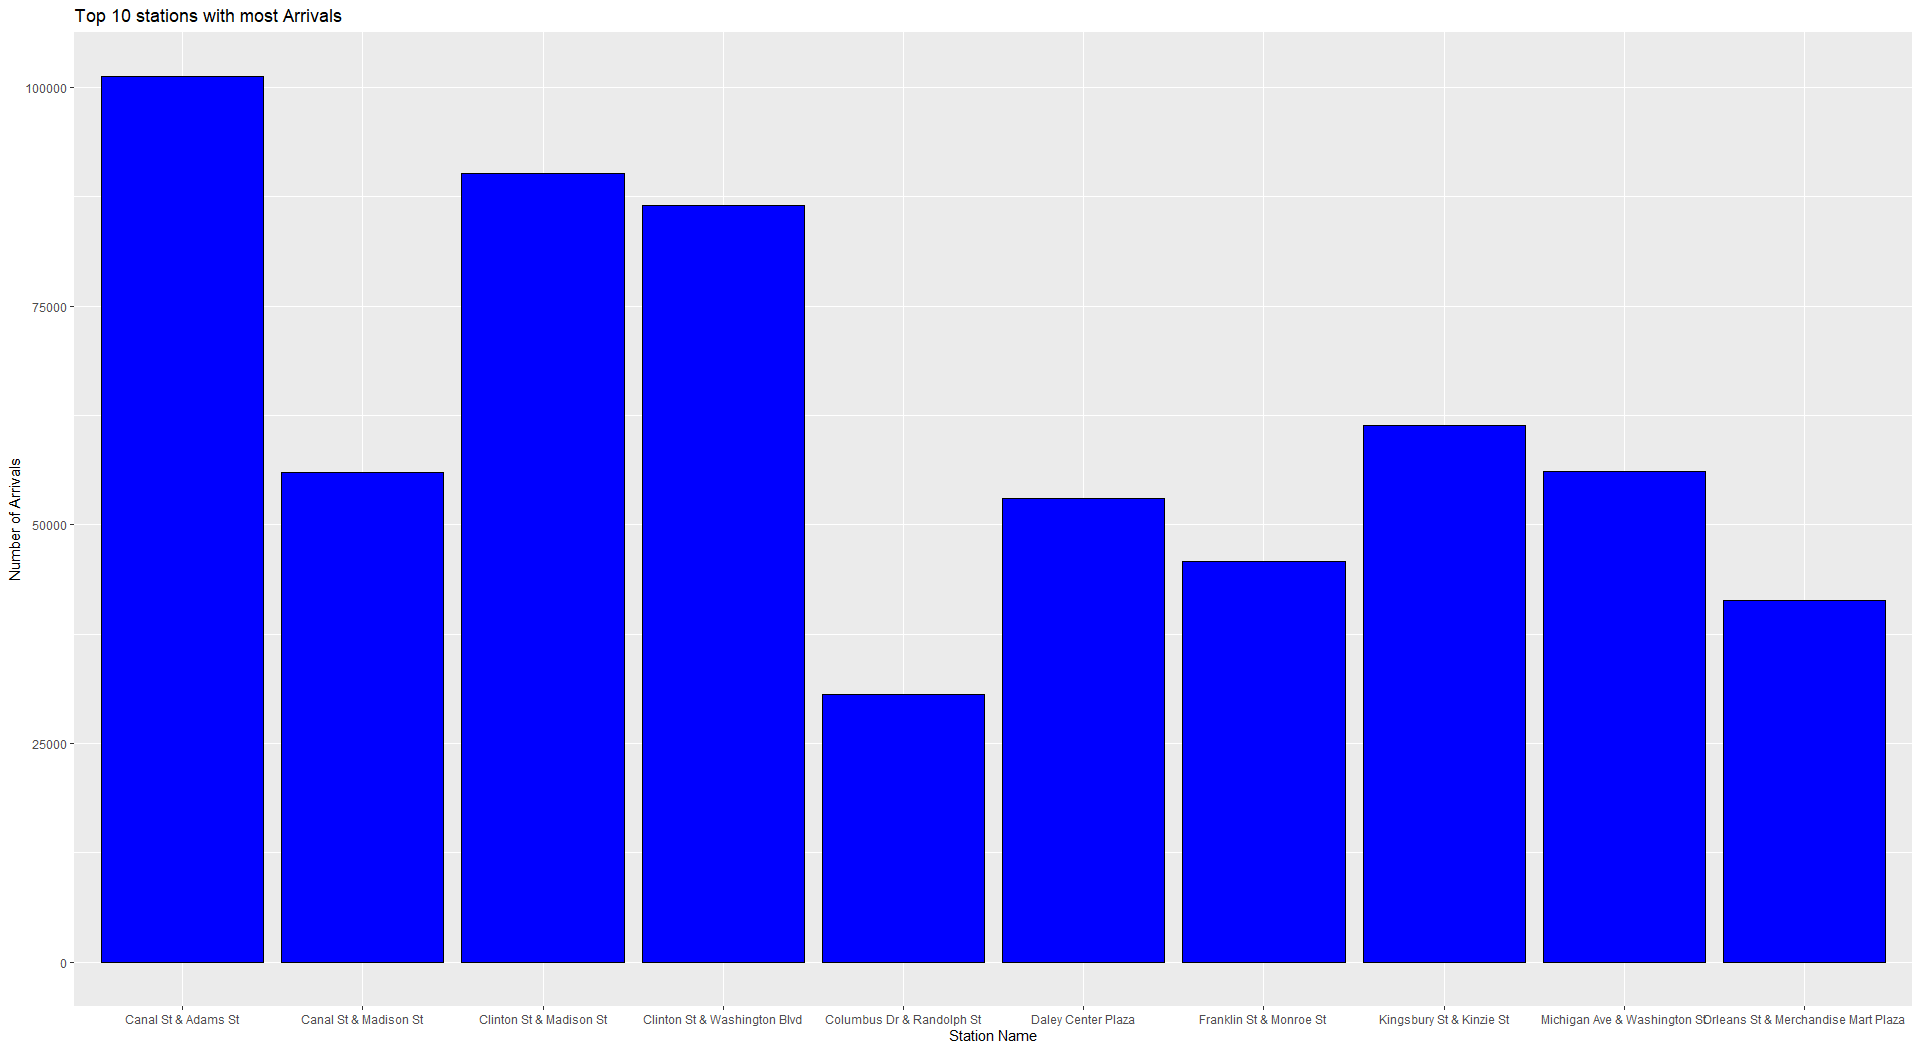 Top 10 stations with most Arrivals
Number of Arrivals
100000
75000
50000
25000
0
Canal St & Adams St
Canal St & Madison St
Clinton St & Madison St
Clinton St & Washington Blvd
Columbus Dr & Randolph St
Daley Center Plaza
Franklin St & Monroe St
Kingsbury St & Kinzie St
Michigan Ave & Washington St
Orleans St & Merchandise Mart Plaza
Station Name